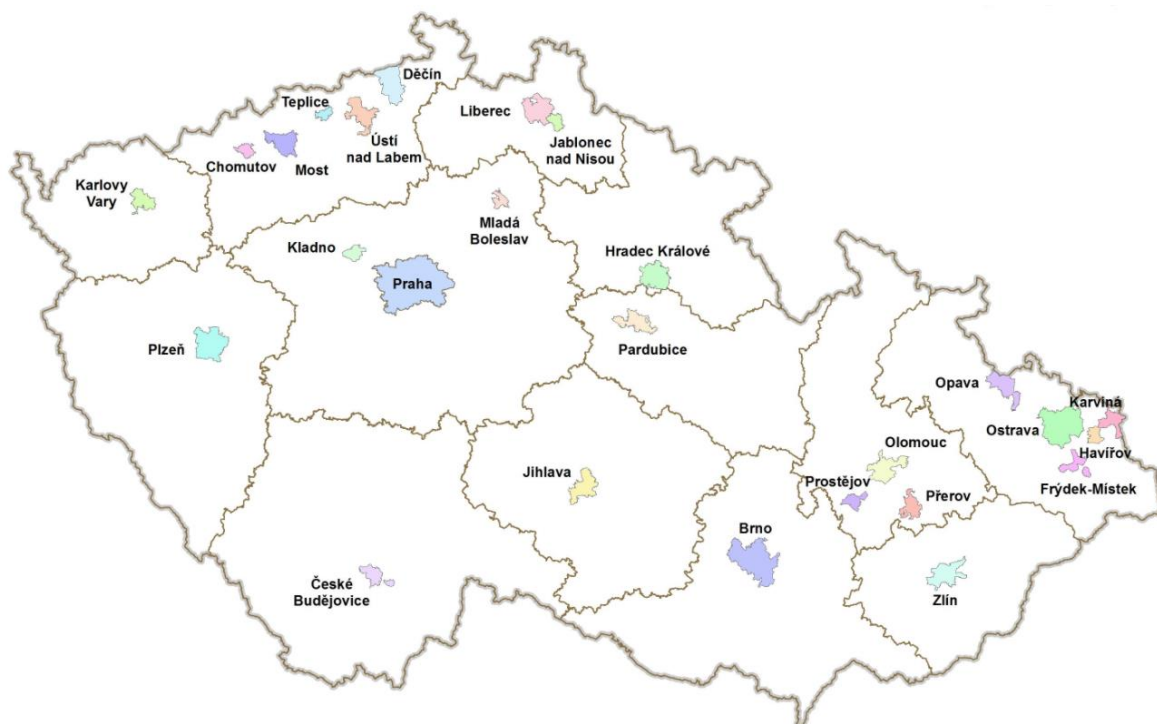 Děčín
Teplice
Liberec
Ústí
nad Labem
Jablonec
nad Nisou
Chomutov
Most
Karlovy
Vary
Mladá
Boleslav
Kladno
Hradec Králové
Praha
Plzeň
Pardubice
Opava
Karviná
Ostrava
Olomouc
Havířov
Jihlava
Prostějov
Frýdek-Místek
Přerov
Brno
České
Budějovice
Zlín